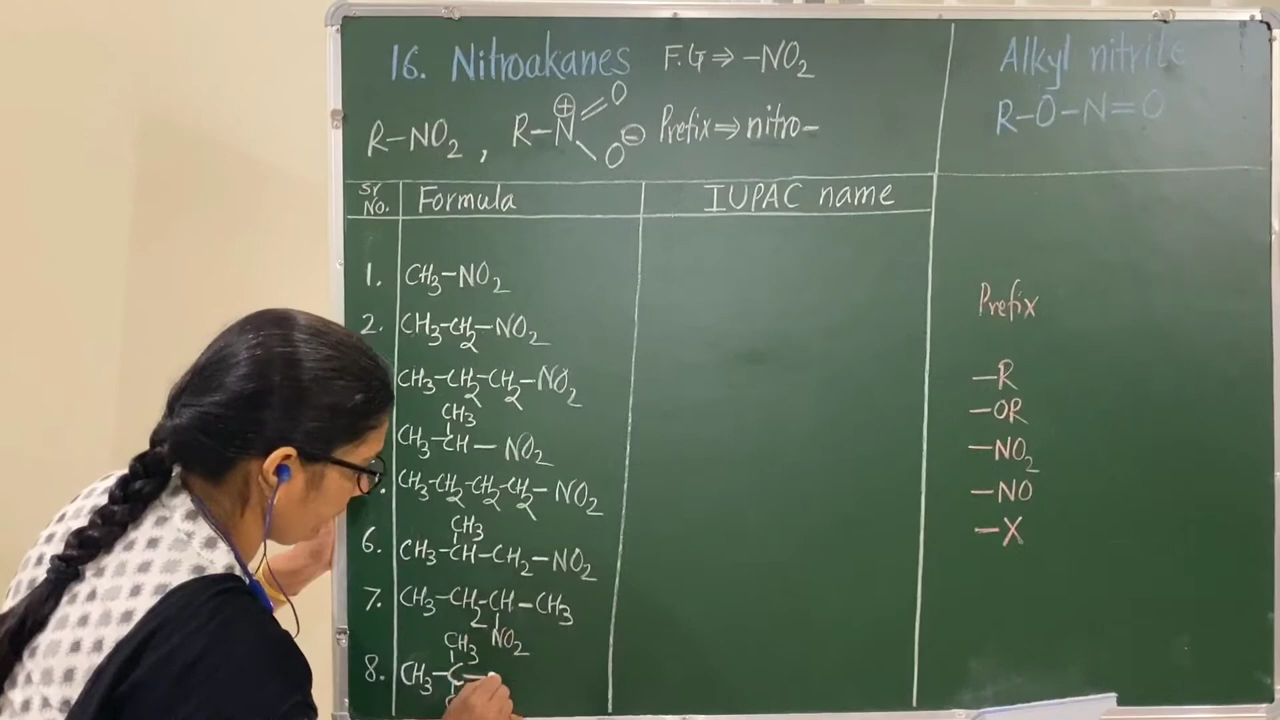 16. Nitroakanes F.G ⇒ –NO₂
R–NO₂ , R–N⊕ =O –O⊖ Prefix ⇒ nitro–
Alkyl nitrite
R–O–N=O
Sr NO. Formula IUPAC name
1. CH₃–NO₂
2. CH₃–CH₂–NO₂
CH₃–CH₂–CH₂–NO₂
CH₃
CH₃–CH–NO₂
CH₃–CH₂–CH₂–CH₂–NO₂
CH₃
6. CH₃–CH–CH₂–NO₂
7. CH₃–CH₂–CH–CH₃
NO₂
CH₃
8. CH₃–C–
Prefix
–R
–OR
–NO₂
–NO
–X